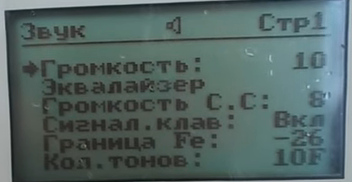 Звук Стр1
➔Громкость: 10
Эквалайзер
Громкость С.С: 8
Сигнал.клав: Вкл
Граница Fe: -26
Кол.тонов: 10F